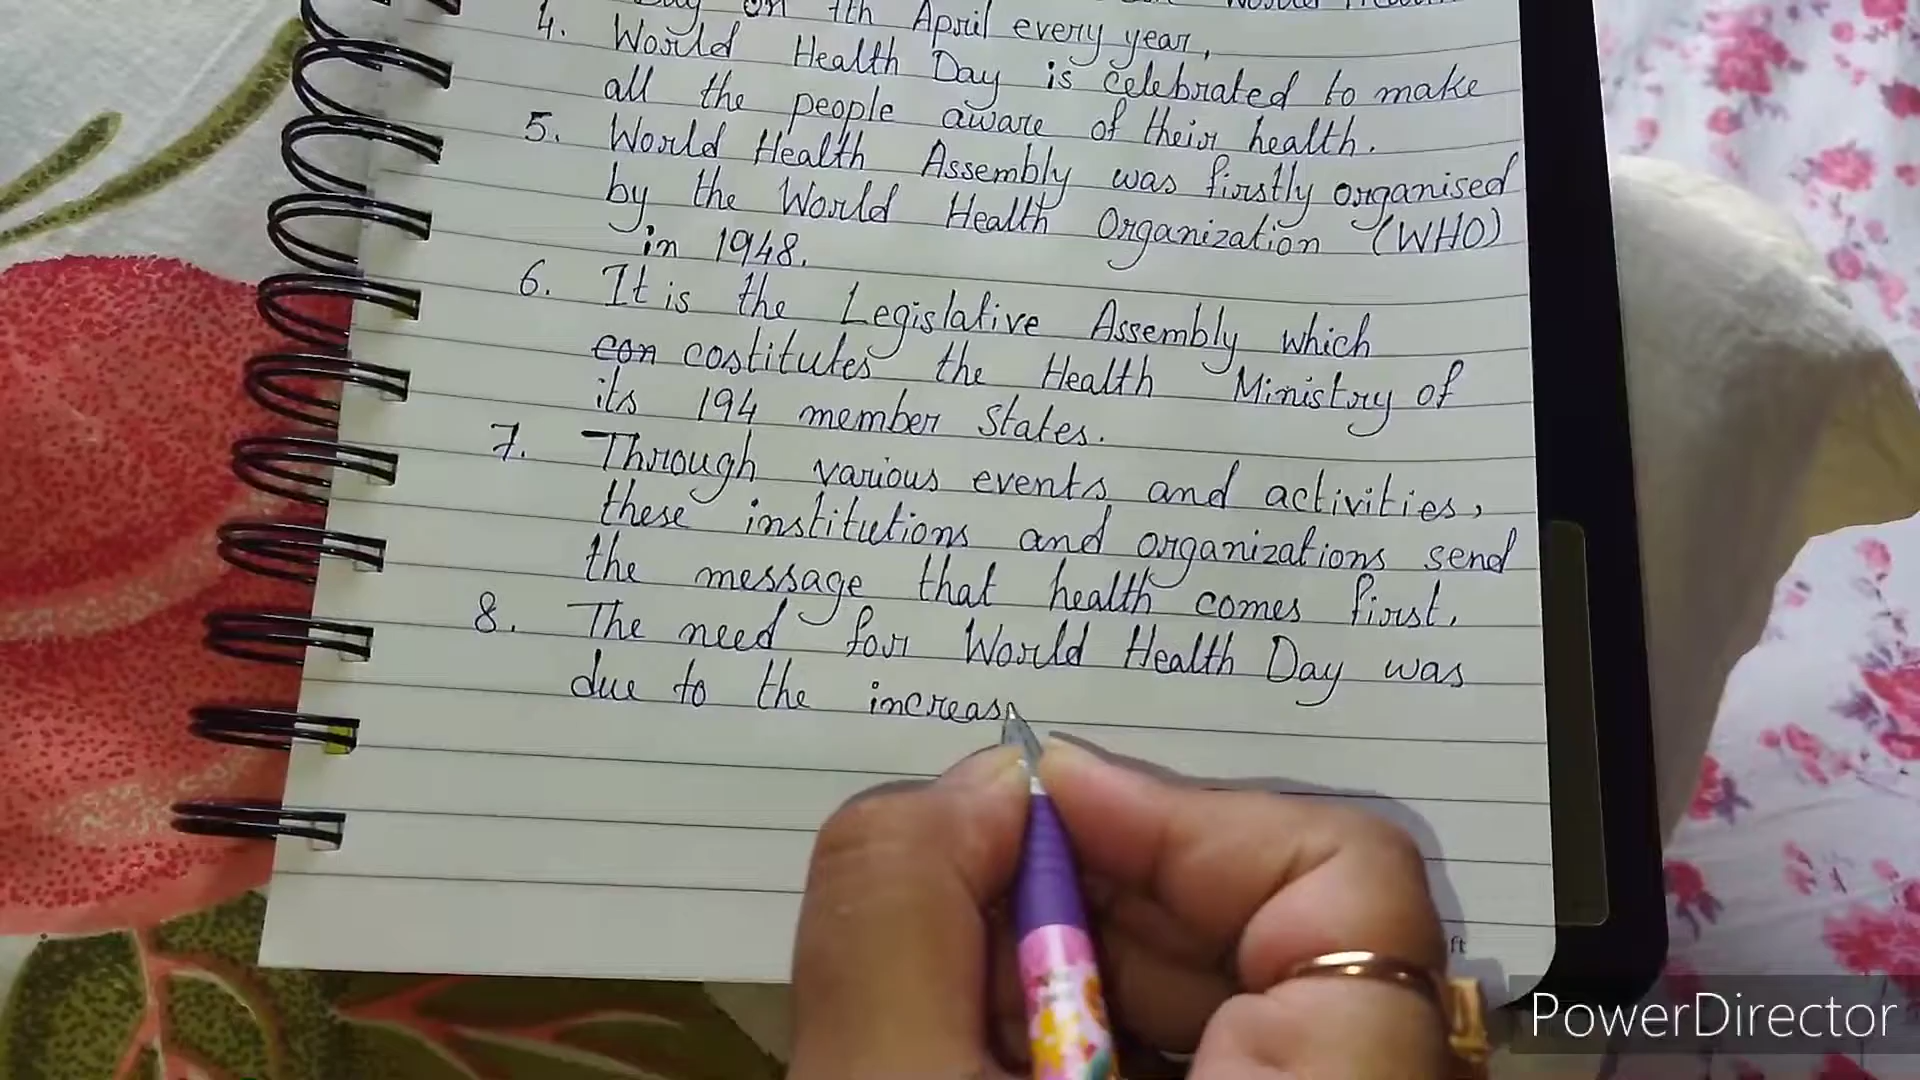 Day on 7th April every year,
4. World Health Day is celebrated to make
all the people aware of their health.
5. World Health Assembly was firstly organised
by the World Health Organization (WHO)
in 1948.
6. It is the Legislative Assembly which
con costitutes the Health Ministry of
its 194 member States.
7. Through various events and activities,
these institutions and organizations send
the message that health comes first.
8. The need for World Health Day was
due to the increas
ft
PowerDirector